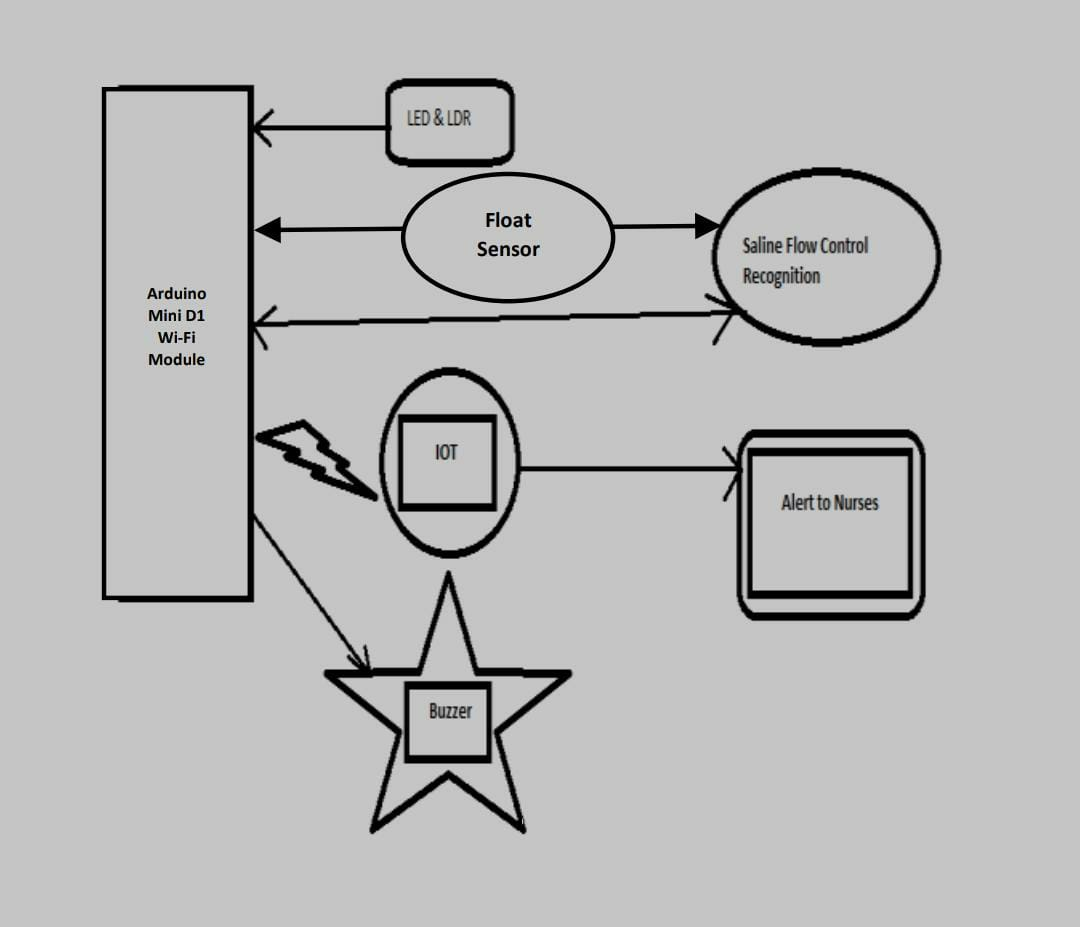 LED & LDR
Float
Sensor
Saline Flow Control
Recognition
Arduino
Mini D1
Wi-Fi
Module
IOT
Alert to Nurses
Buzzer